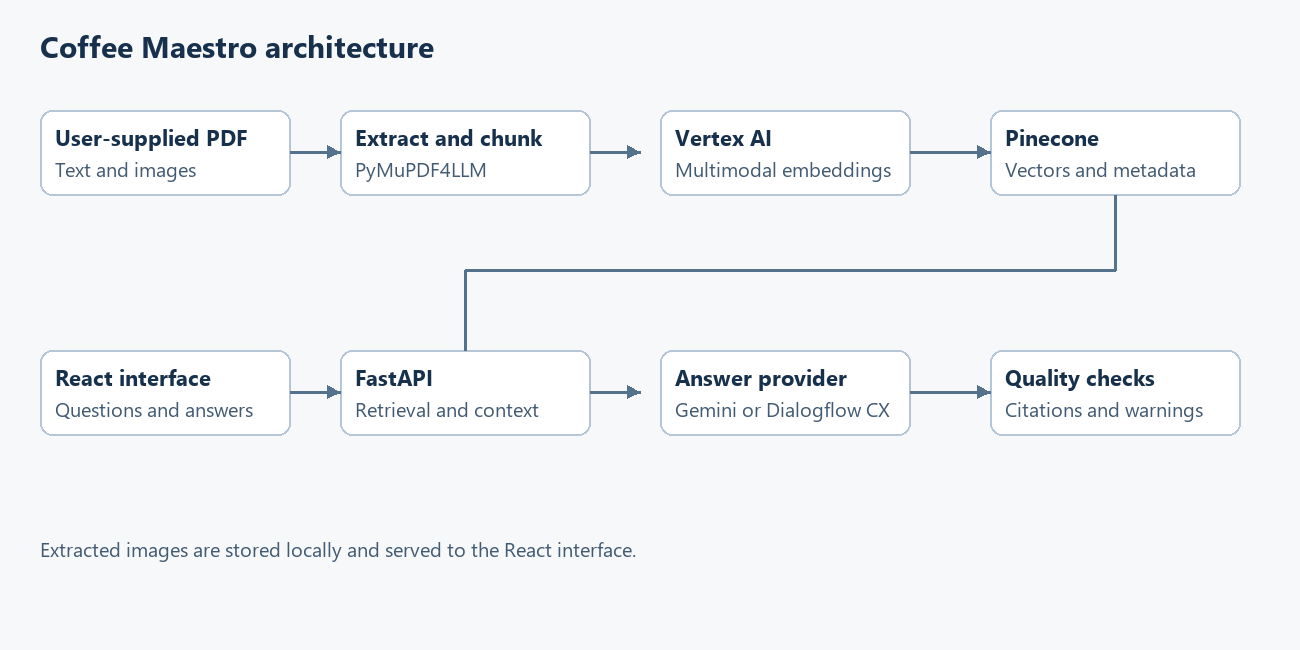 Coffee Maestro architecture
User-supplied PDF
Text and images
Extract and chunk
PyMuPDF4LLM
Vertex AI
Multimodal embeddings
Pinecone
Vectors and metadata
React interface
Questions and answers
FastAPI
Retrieval and context
Answer provider
Gemini or Dialogflow CX
Quality checks
Citations and warnings
Extracted images are stored locally and served to the React interface.